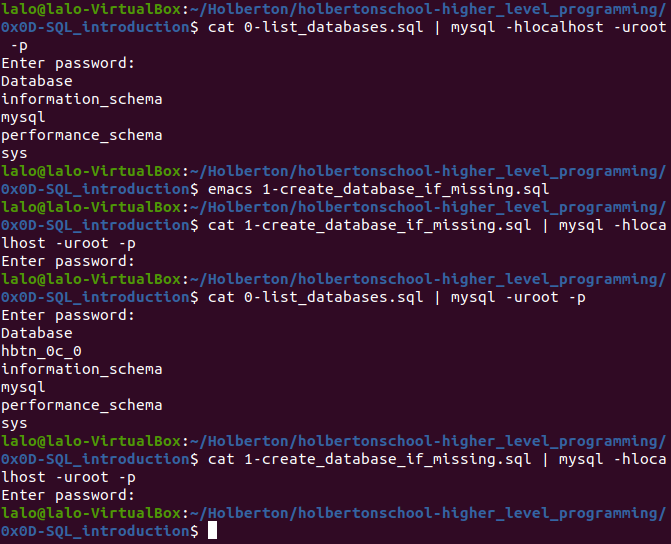 lalo@lalo-VirtualBox:~/Holberton/holbertonschool-higher_level_programming/
0x0D-SQL_introduction$ cat 0-list_databases.sql | mysql -hlocalhost -uroot
 -p
Enter password:
Database
information_schema
mysql
performance_schema
sys
lalo@lalo-VirtualBox:~/Holberton/holbertonschool-higher_level_programming/
0x0D-SQL_introduction$ emacs 1-create_database_if_missing.sql
lalo@lalo-VirtualBox:~/Holberton/holbertonschool-higher_level_programming/
0x0D-SQL_introduction$ cat 1-create_database_if_missing.sql | mysql -hloca
lhost -uroot -p
Enter password:
lalo@lalo-VirtualBox:~/Holberton/holbertonschool-higher_level_programming/
0x0D-SQL_introduction$ cat 0-list_databases.sql | mysql -uroot -p
Enter password:
Database
hbtn_0c_0
information_schema
mysql
performance_schema
sys
lalo@lalo-VirtualBox:~/Holberton/holbertonschool-higher_level_programming/
0x0D-SQL_introduction$ cat 1-create_database_if_missing.sql | mysql -hloca
lhost -uroot -p
Enter password:
lalo@lalo-VirtualBox:~/Holberton/holbertonschool-higher_level_programming/
0x0D-SQL_introduction$